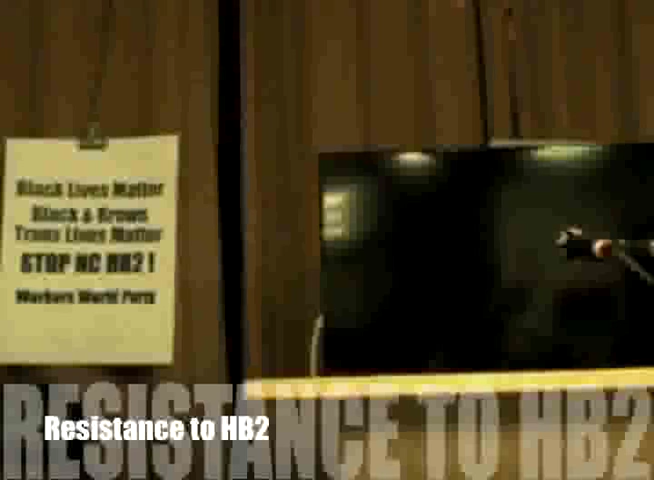 Black Lives Matter
Black & Brown
Trans Lives Matter
STOP NC HB2 !
Workers World Party
RESISTANCE TO HB2
Resistance to HB2